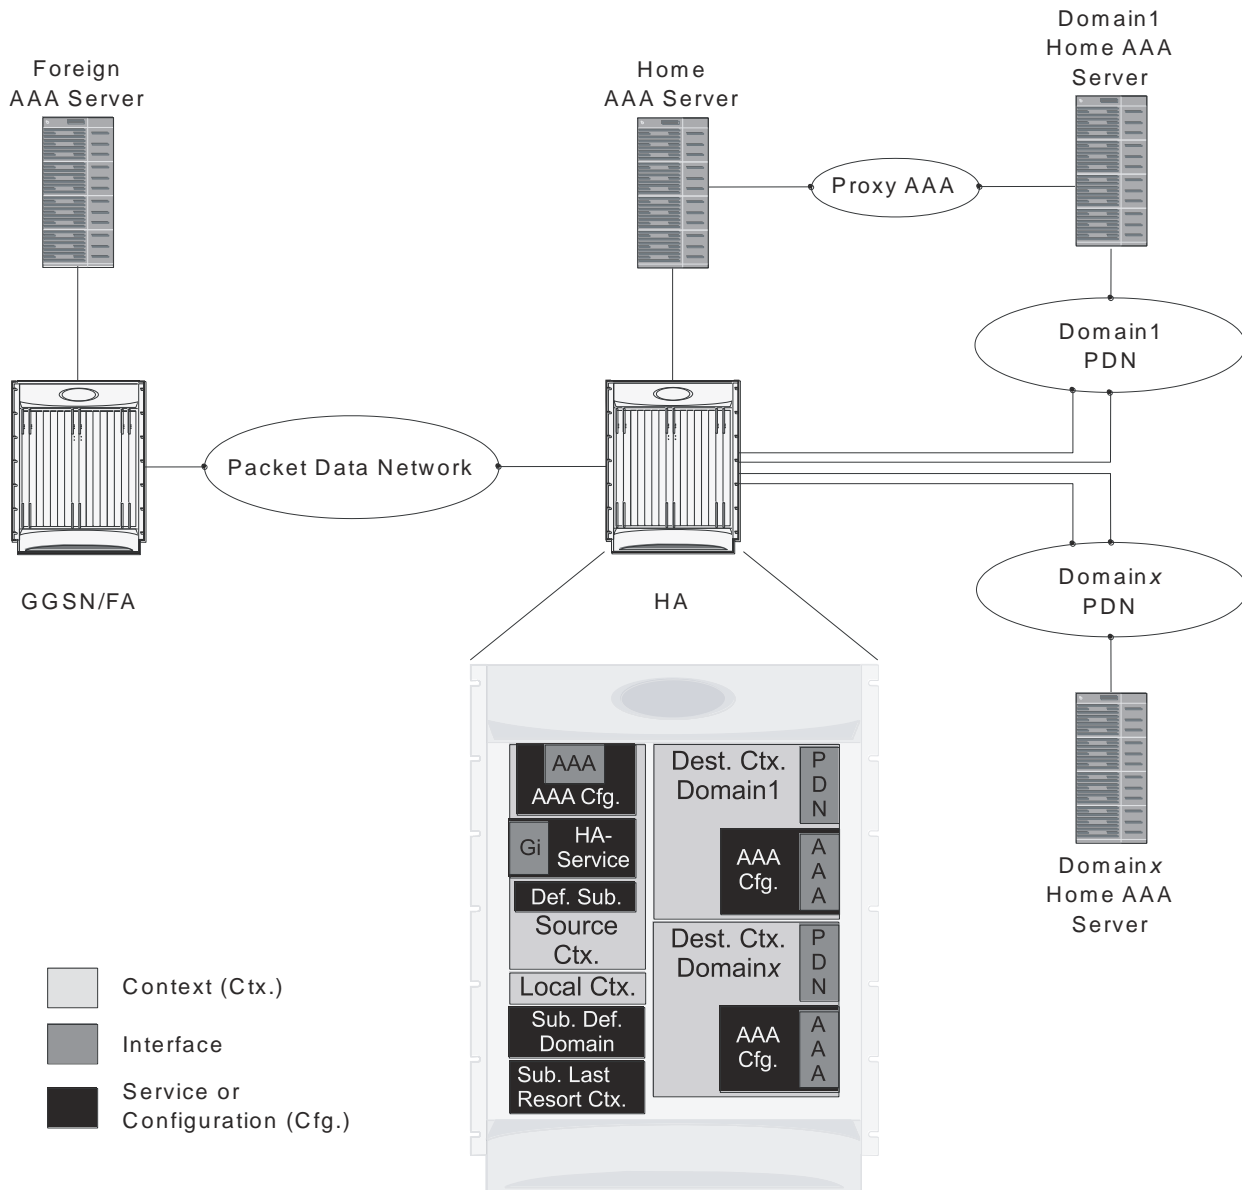 Foreign
AAA Server
Home
AAA Server
Domain1
Home AAA
Server
Proxy AAA
Domain1
PDN
Packet Data Network
GGSN/FA
HA
Domainx
PDN
Domainx
Home AAA
Server
AAA
AAA Cfg.
Gi
HA-
Service
Def. Sub.
Source
Ctx.
Local Ctx.
Sub. Def.
Domain
Sub. Last
Resort Ctx.
Dest. Ctx.
Domain1
P
D
N
AAA
Cfg.
A
A
A
Dest. Ctx.
Domainx
P
D
N
AAA
Cfg.
A
A
A
Context (Ctx.)
Interface
Service or
Configuration (Cfg.)